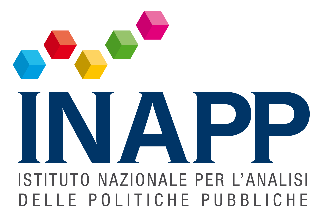 INAPP
ISTITUTO NAZIONALE PER L'ANALISI
DELLE POLITICHE PUBBLICHE